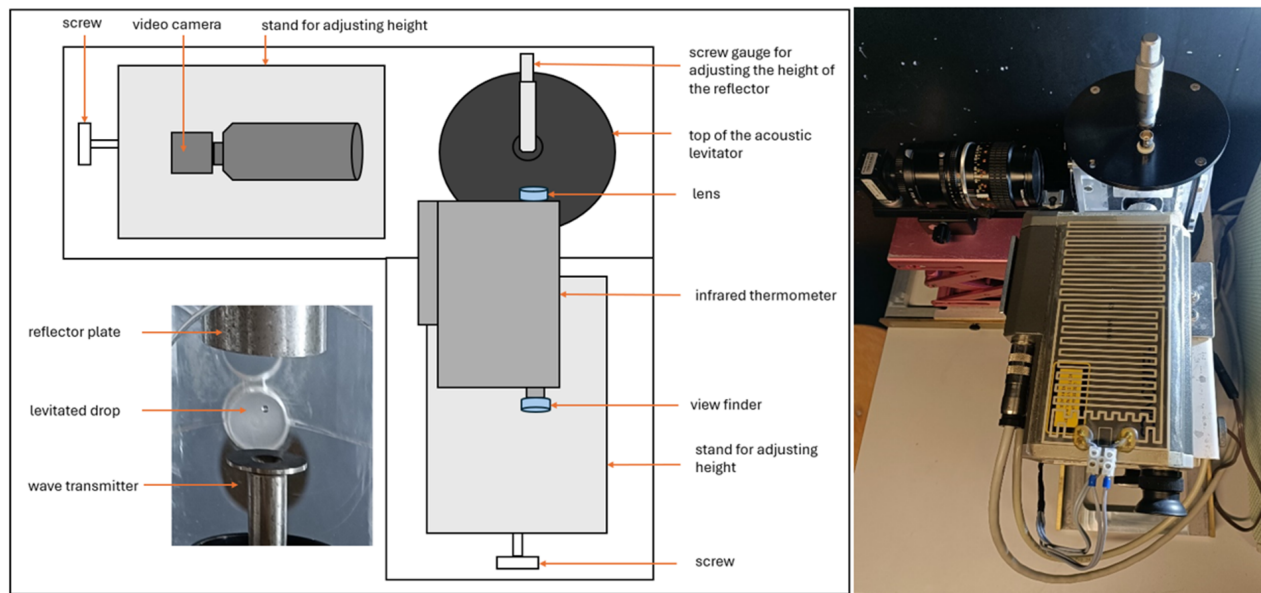 screw
video camera
stand for adjusting height
screw gauge for
adjusting the height of
the reflector
top of the acoustic
levitator
lens
infrared thermometer
reflector plate
levitated drop
view finder
wave transmitter
stand for adjusting
height
screw